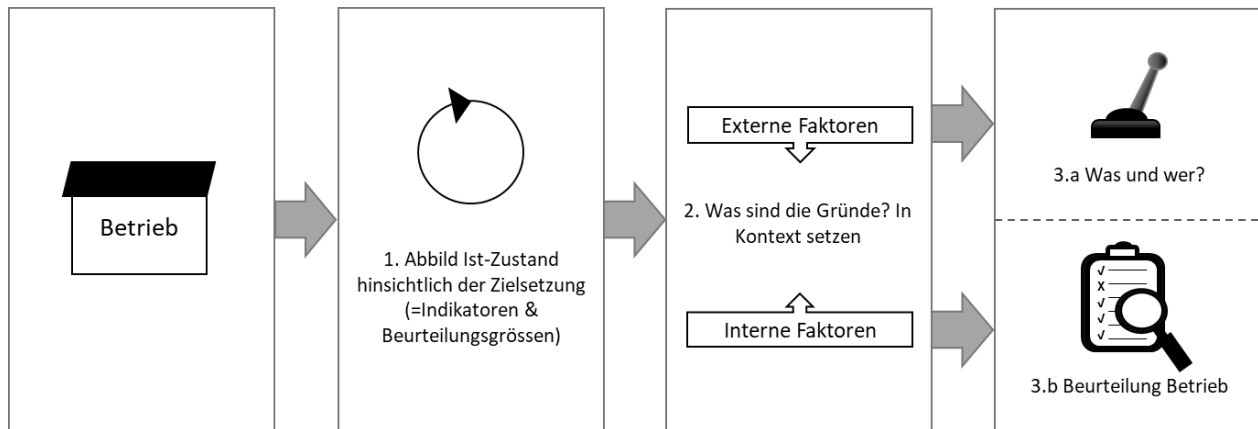 Betrieb
1. Abbild Ist-Zustand
hinsichtlich der Zielsetzung
(=Indikatoren &
Beurteilungsgrössen)
Externe Faktoren
2. Was sind die Gründe? In
Kontext setzen
Interne Faktoren
3.a Was und wer?
3.b Beurteilung Betrieb